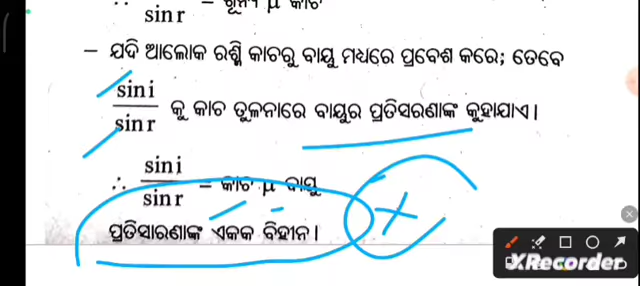 ∴ sin r = ଶୂନ୍ୟ μ କାଚ
– ଯଦି ଆଲୋକ ରଶ୍ମି କାଚରୁ ବାୟୁ ମଧ୍ୟରେ ପ୍ରବେଶ କରେ; ତେବେ
sin i / sin r କୁ କାଚ ତୁଳନାରେ ବାୟୁର ପ୍ରତିସରଣାଙ୍କ କୁହାଯାଏ।
∴ sin i / sin r = କାଚ μ ବାୟୁ
ପ୍ରତିସାରଣାଙ୍କ ଏକକ ବିହୀନ।
XRecorder